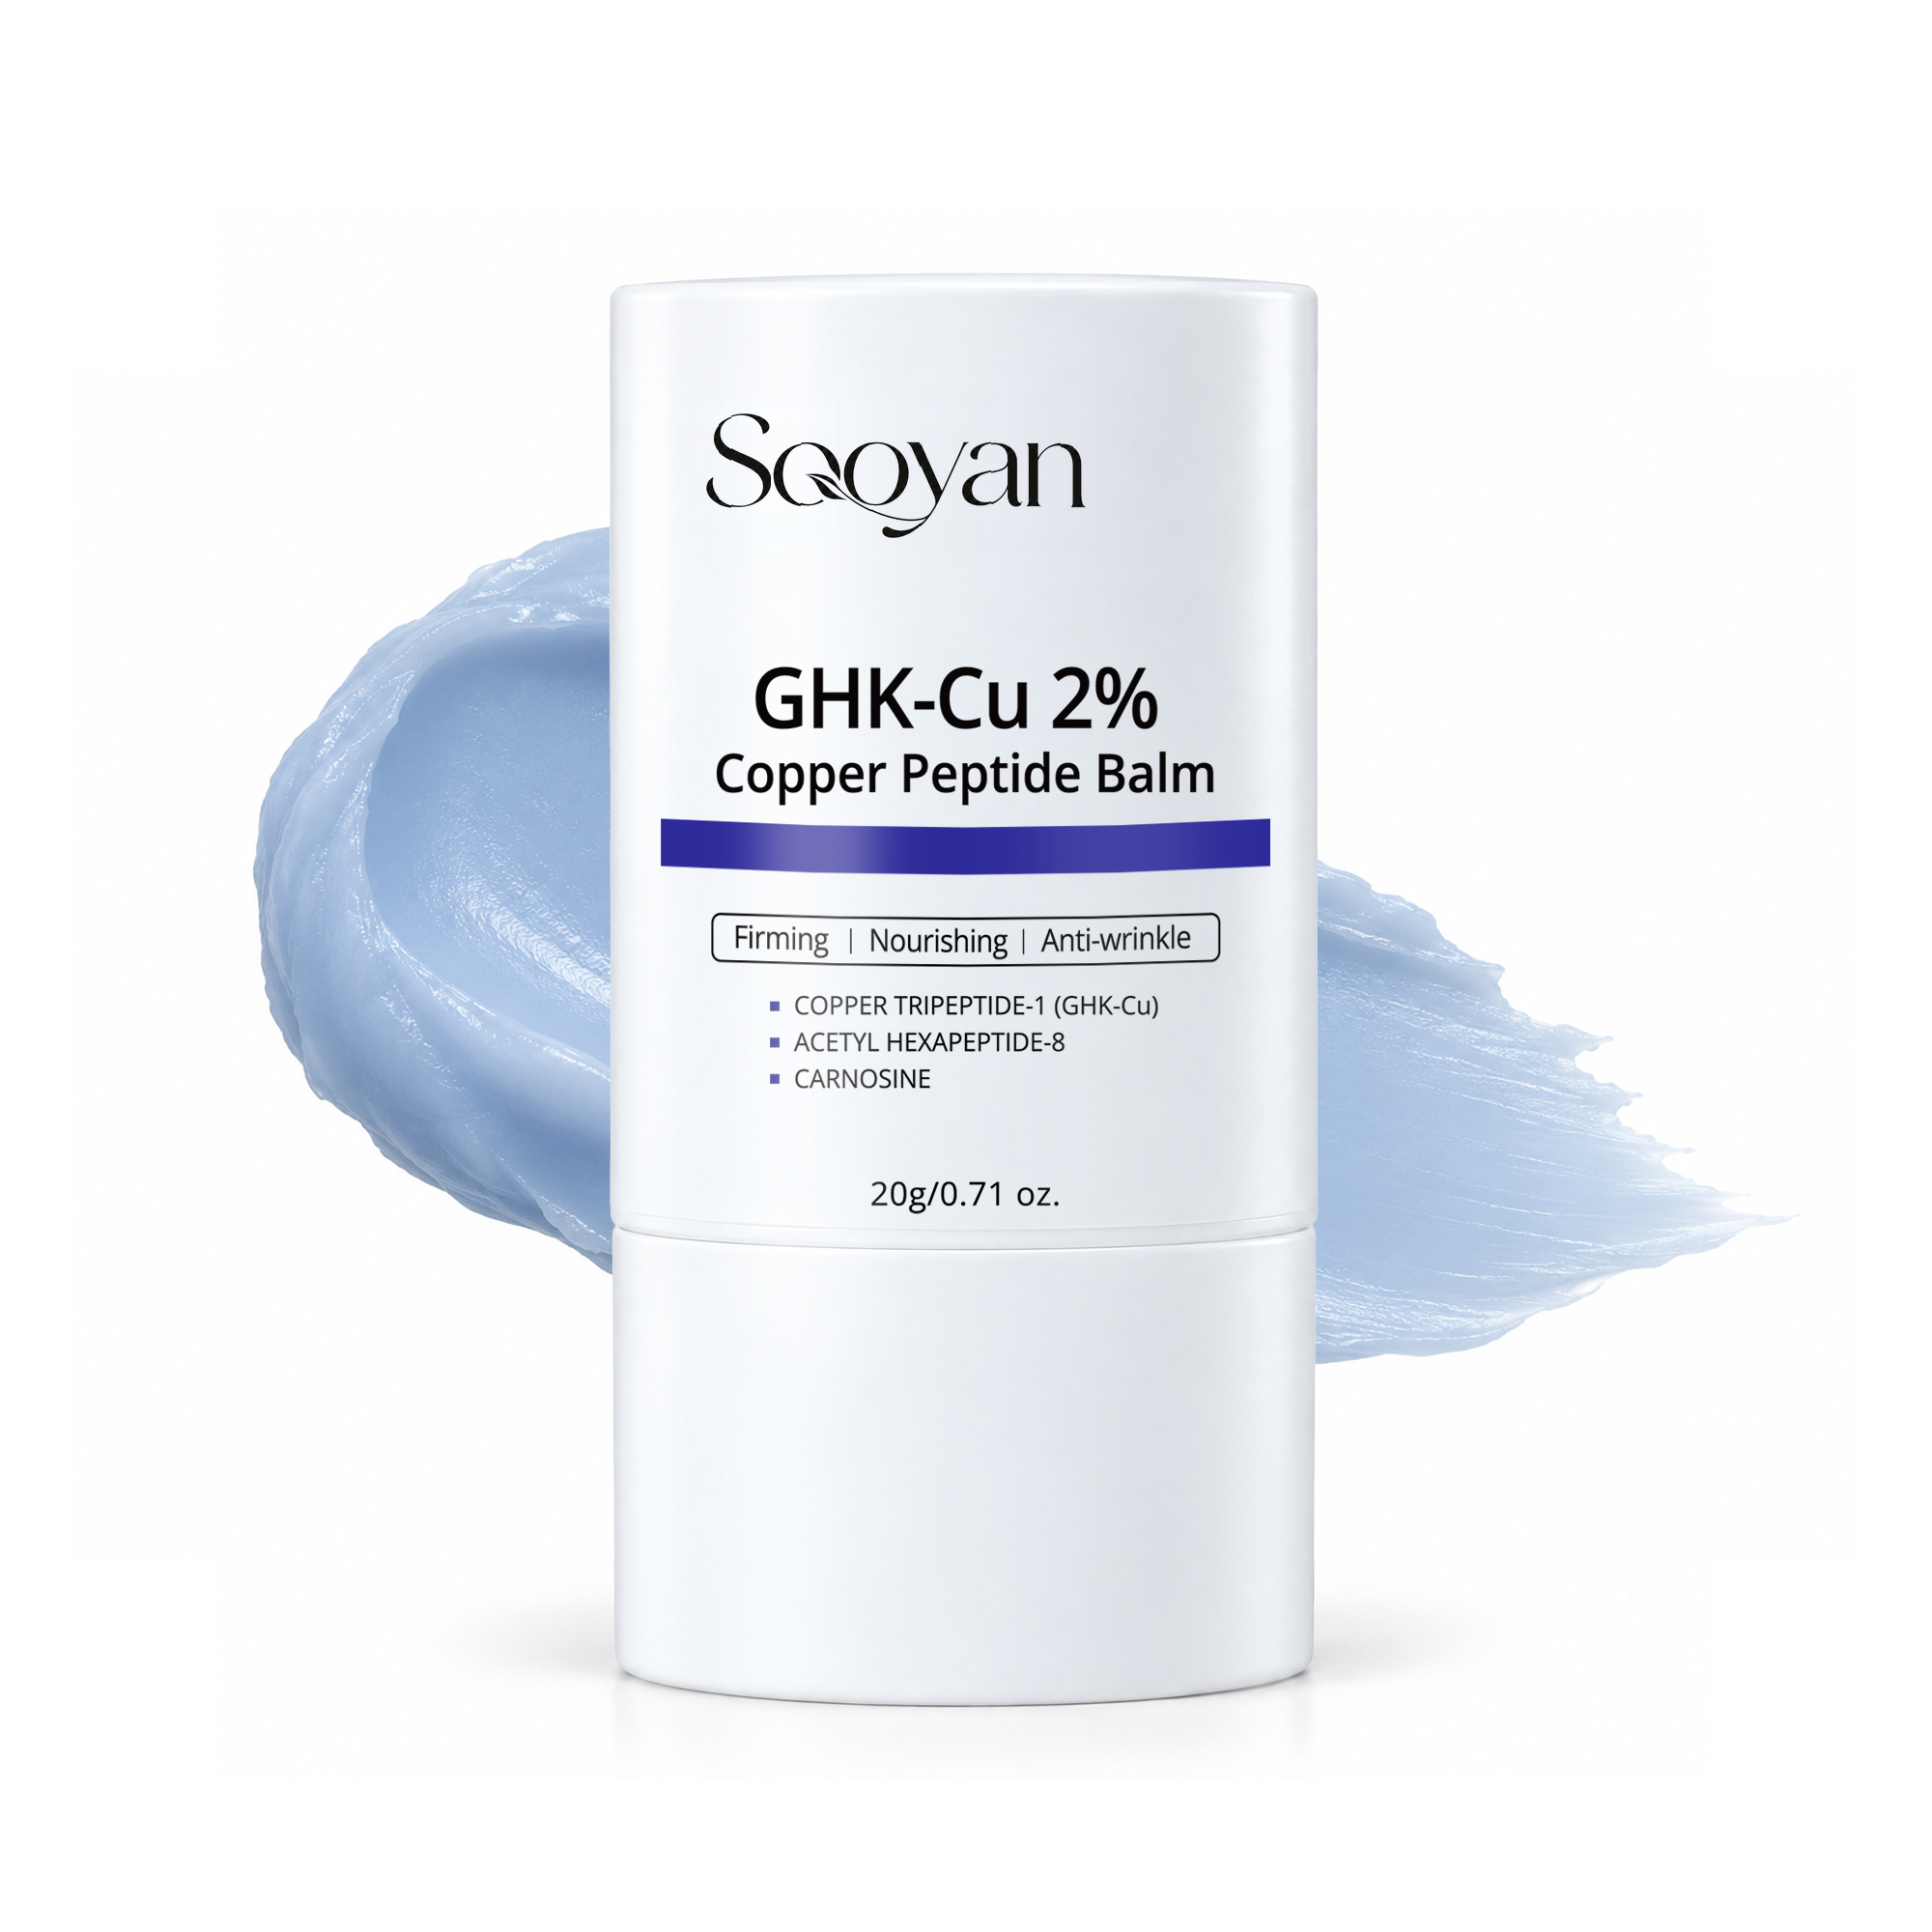 Sooyan
GHK-Cu 2%
Copper Peptide Balm
Firming | Nourishing | Anti-wrinkle
COPPER TRIPEPTIDE-1 (GHK-Cu)
ACETYL HEXAPEPTIDE-8
CARNOSINE
20g/0.71 oz.